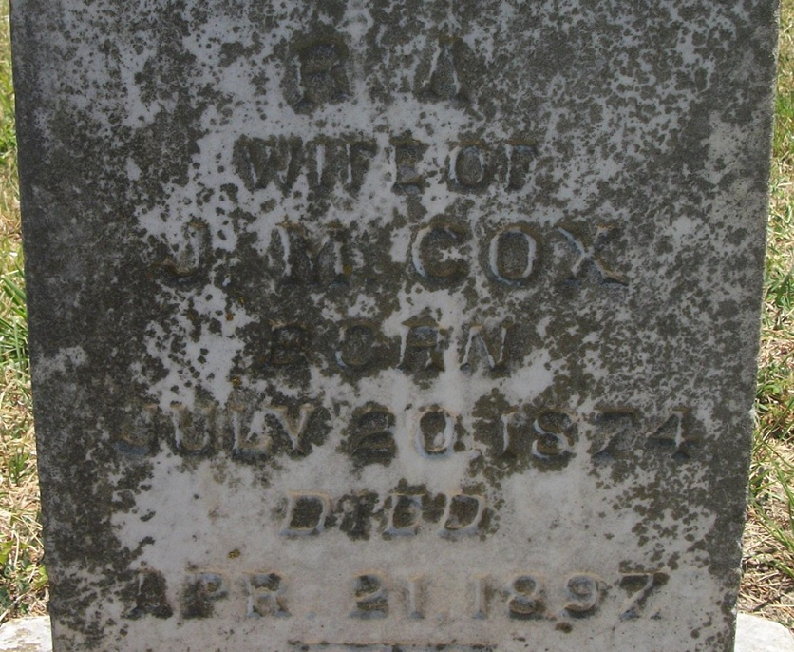 R A
WIFE OF
J. M. COX
BORN
JULY 20, 1874
DIED
APR. 21, 1897